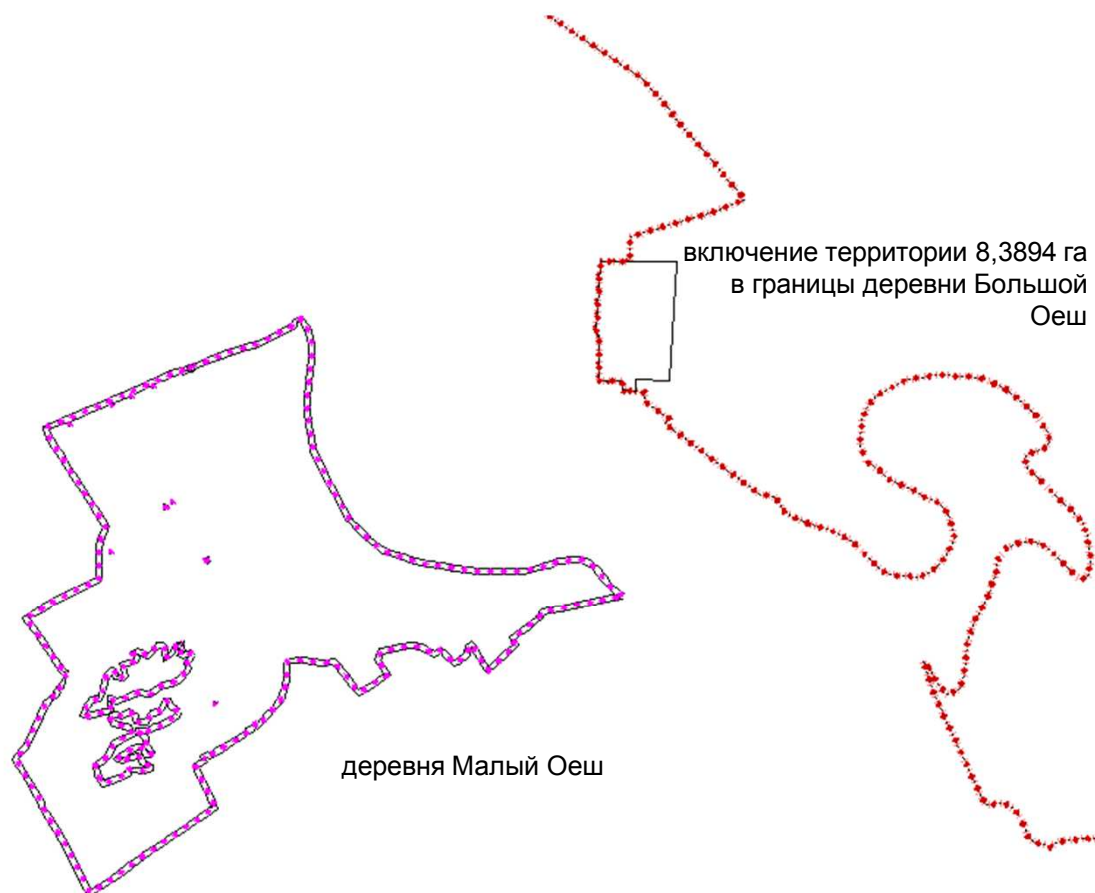 включение территории 8,3894 га
в границы деревни Большой
Оеш
деревня Малый Оеш